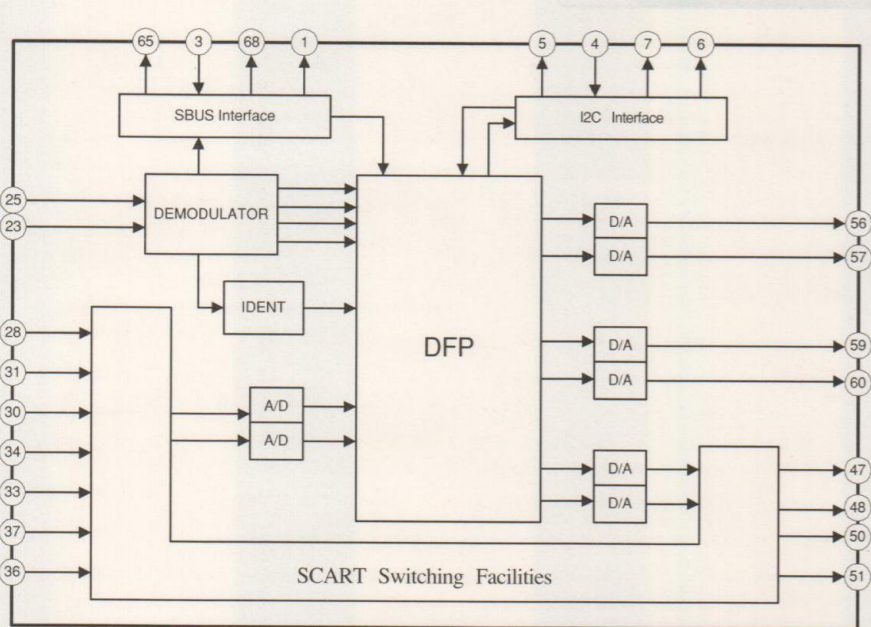 65 3 68 1 5 4 7 6
SBUS Interface
I2C Interface
25
DEMODULATOR
23
56
D/A
57
D/A
IDENT
28
DFP
59
D/A
31
60
D/A
30
A/D
A/D
34
47
D/A
33
48
D/A
37
50
36
SCART Switching Facilities
51